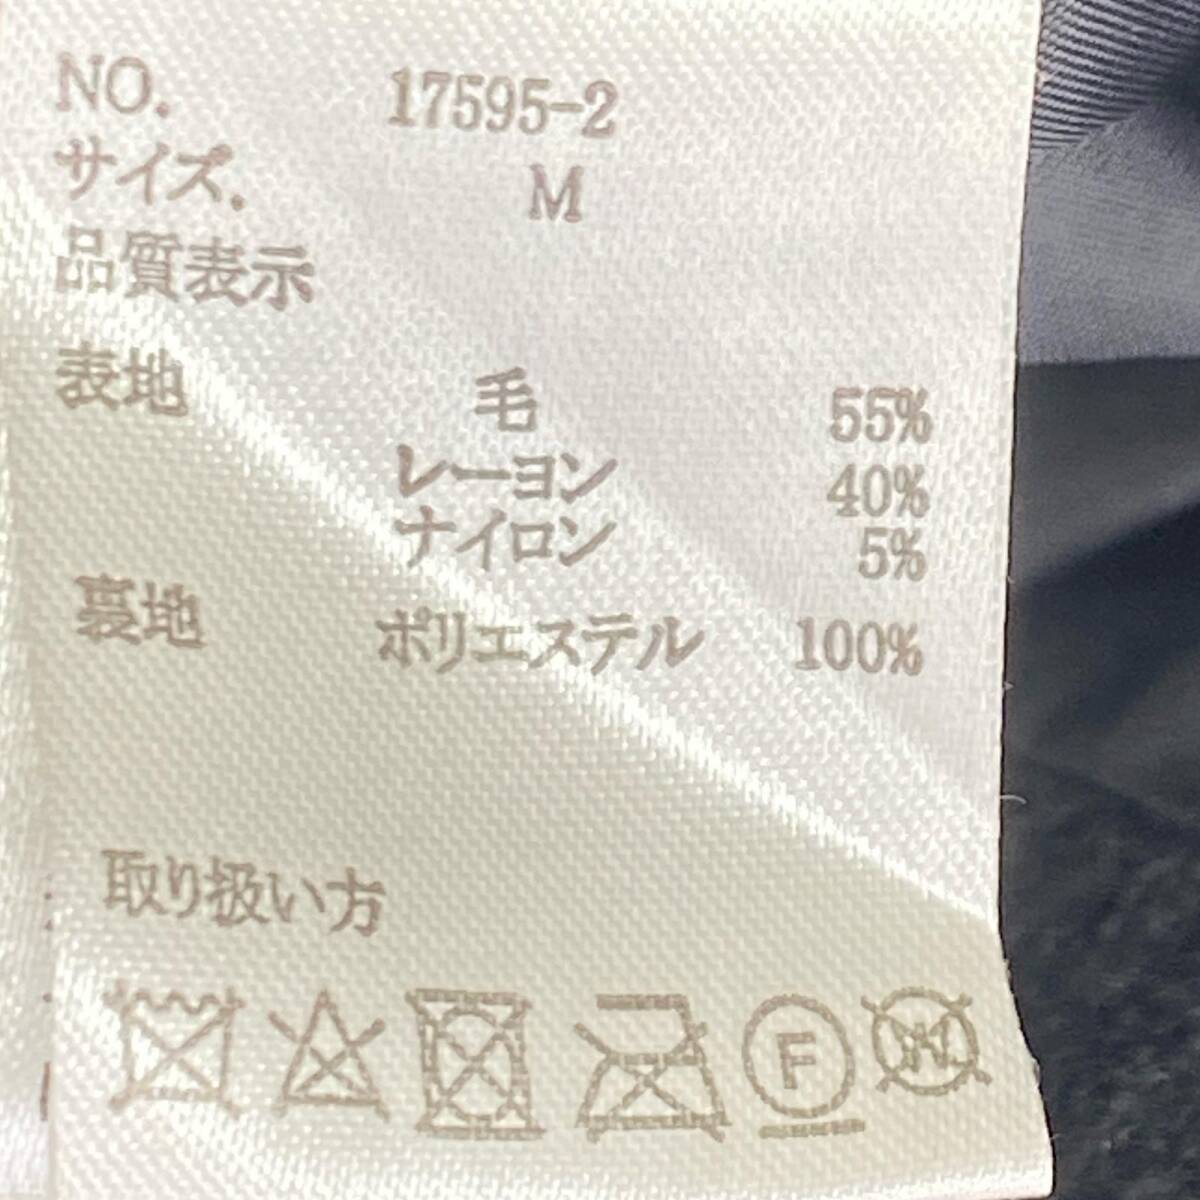 NO. 17595-2
サイズ. M
品質表示
表地 毛 55%
レーヨン 40%
ナイロン 5%
裏地 ポリエステル 100%
取り扱い方
F W